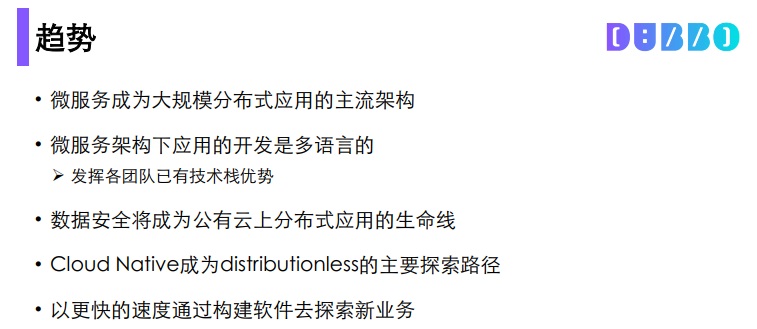 趋势
DUBBO
• 微服务成为大规模分布式应用的主流架构
• 微服务架构下应用的开发是多语言的
➢ 发挥各团队已有技术栈优势
• 数据安全将成为公有云上分布式应用的生命线
• Cloud Native成为distributionless的主要探索路径
• 以更快的速度通过构建软件去探索新业务